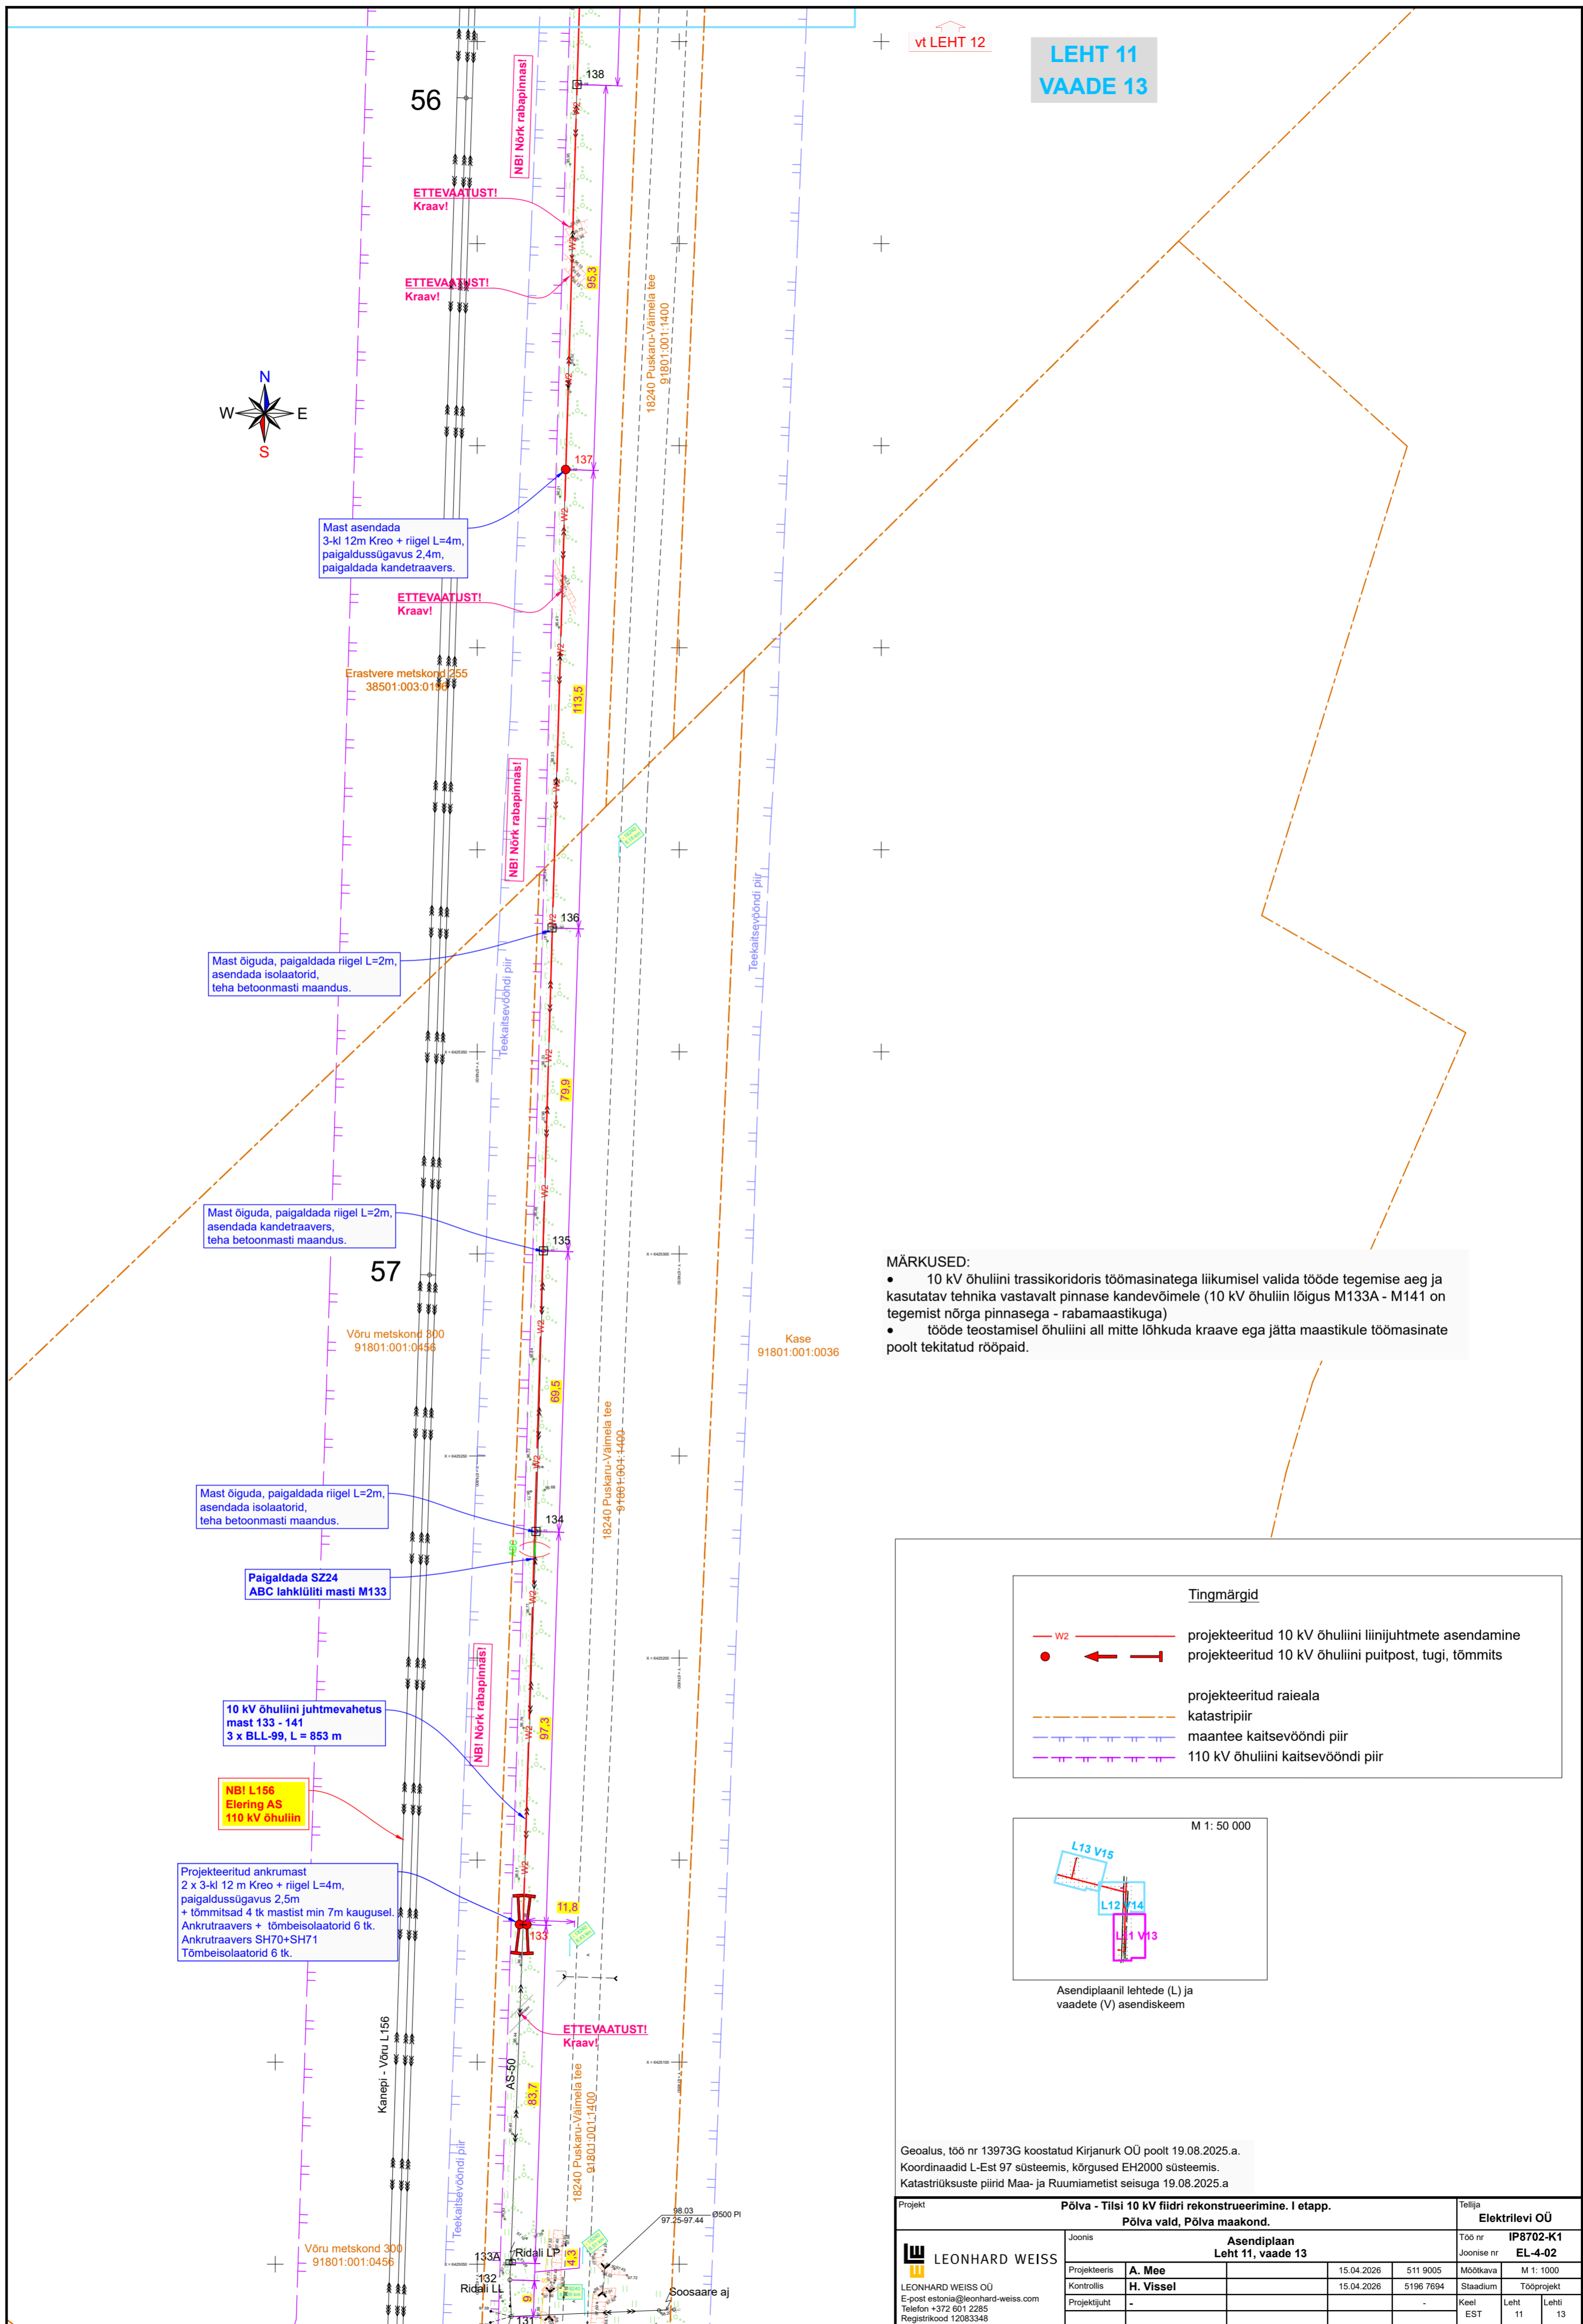 vt LEHT 12
LEHT 11
VAADE 13
138
56
NB! Nõrk rabapinnas!
ETTEVAATUST!
Kraav!
ETTEVAATUST!
Kraav!
95,3
18240 Puskaru-Väimela tee
91801:001:1400
N
W
E
S
137
W2
Mast asendada
3-kl 12m Kreo + riigel L=4m,
paigaldussügavus 2,4m,
paigaldada kandetraavers.
ETTEVAATUST!
Kraav!
Erastvere metskond 255
38501:003:0196
113,5
NB! Nõrk rabapinnas!
136
Mast õiguda, paigaldada riigel L=2m,
asendada isolaatorid,
teha betoonmasti maandus.
Teekaitsevööndi piir
Teekaitsevööndi piir
79,9
Mast õiguda, paigaldada riigel L=2m,
asendada kandetraavers,
teha betoonmasti maandus.
135
57
MÄRKUSED:
• 10 kV õhuliini trassikoridoris töömasinatega liikumisel valida tööde tegemise aeg ja
kasutatav tehnika vastavalt pinnase kandevõimele (10 kV õhuliin lõigus M133A - M141 on
tegemist nõrga pinnasega - rabamaastikuga)
• tööde teostamisel õhuliini all mitte lõhkuda kraave ega jätta maastikule töömasinate
poolt tekitatud rööpaid.
Võru metskond 300
91801:001:0456
Kase
91801:001:0036
69,5
18240 Puskaru-Väimela tee
91801:001:1400
Mast õiguda, paigaldada riigel L=2m,
asendada isolaatorid,
teha betoonmasti maandus.
134
ABC
Paigaldada SZ24
ABC lahklüliti masti M133
Tingmärgid
W2
projekteeritud 10 kV õhuliini liinijuhtmete asendamine
projekteeritud 10 kV õhuliini puitpost, tugi, tõmmits
projekteeritud raieala
katastripiir
maantee kaitsevööndi piir
110 kV õhuliini kaitsevööndi piir
NB! Nõrk rabapinnas!
10 kV õhuliini juhtmevahetus
mast 133 - 141
3 x BLL-99, L = 853 m
97,3
NB! L156
Elering AS
110 kV õhuliin
M 1: 50 000
L13 V15
L12 V14
L11 V13
Asendiplaanil lehtede (L) ja
vaadete (V) asendiskeem
Projekteeritud ankrumast
2 x 3-kl 12 m Kreo + riigel L=4m,
paigaldussügavus 2,5m
+ tõmmitsad 4 tk mastist min 7m kaugusel.
Ankrutraavers + tõmbeisolaatorid 6 tk.
Ankrutraavers SH70+SH71
Tõmbeisolaatorid 6 tk.
11,8
133
ETTEVAATUST!
Kraav!
Kanepi - Võru L156
AS-50
83,7
18240 Puskaru-Väimela tee
91801:001:1400
Teekaitsevööndi piir
Võru metskond 300
91801:001:0456
98.03
97.25-97.44
Ø500 Pl
133A
Ridali LP
132
Ridali LL
4,3
9
131
Soosaare aj
Geoalus, töö nr 13973G koostatud Kirjanurk OÜ poolt 19.08.2025.a.
Koordinaadid L-Est 97 süsteemis, kõrgused EH2000 süsteemis.
Katastriüksuste piirid Maa- ja Ruumiametist seisuga 19.08.2025.a
Projekt
Põlva - Tilsi 10 kV fiidri rekonstrueerimine. I etapp.
Põlva vald, Põlva maakond.
Tellija
Elektrilevi OÜ
LEONHARD WEISS
Joonis
Asendiplaan
Leht 11, vaade 13
Töö nr IP8702-K1
Joonise nr EL-4-02
Projekteeris A. Mee 15.04.2026 511 9005 Mõõtkava M 1: 1000
LEONHARD WEISS OÜ
E-post estonia@leonhard-weiss.com
Telefon +372 601 2285
Registrikood 12083348
Kontrollis H. Vissel 15.04.2026 5196 7694 Staadium Tööprojekt
Projektijuht - - Keel Leht Lehti
EST 11 13